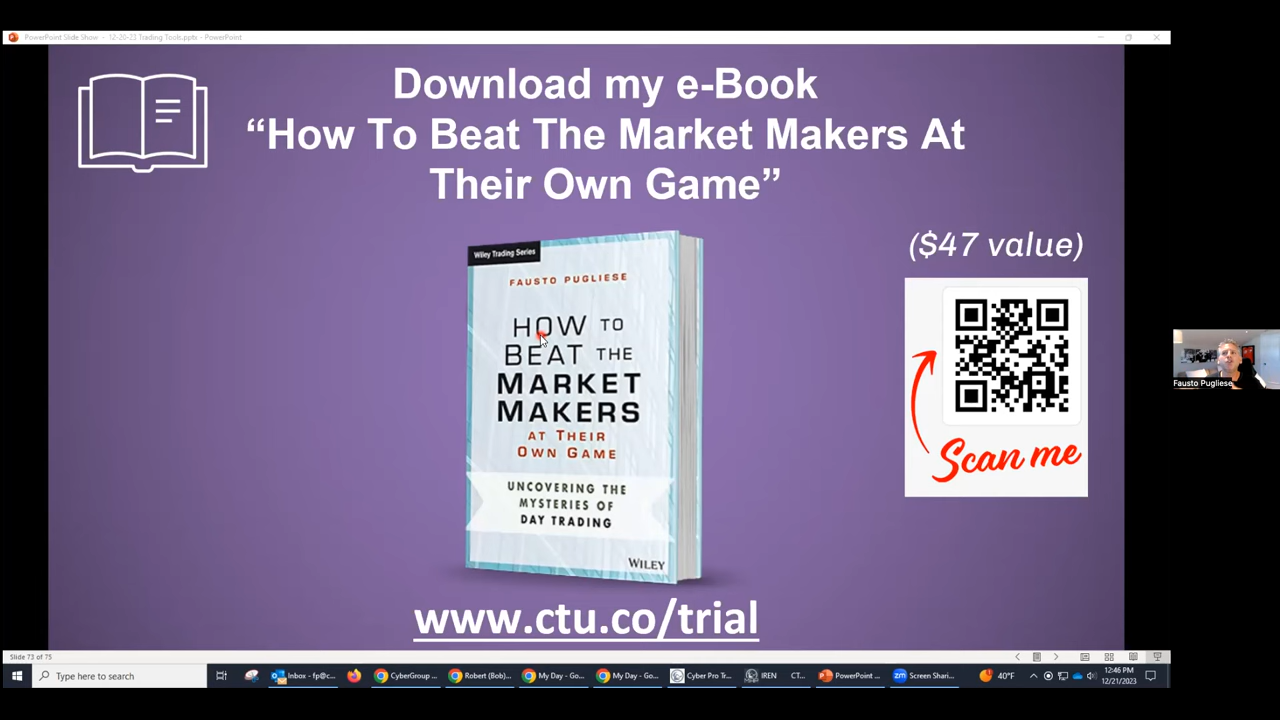 PowerPoint Slide Show - 12-20-23 Trading Tools.pptx - PowerPoint
Download my e-Book
“How To Beat The Market Makers At
Their Own Game”
($47 value)
Wiley Trading Series
FAUSTO PUGLIESE
HOW TO
BEAT THE
MARKET
MAKERS
AT THEIR
OWN GAME
UNCOVERING THE
MYSTERIES OF
DAY TRADING
WILEY
Scan me
Fausto Pugliese
www.ctu.co/trial
Slide 73 of 75
Type here to search
Inbox - fp@c...
CyberGroup ...
Robert (Bob)...
My Day - Go...
My Day - Go...
Cyber Pro Tr...
IREN CT...
PowerPoint ...
zm
Screen Shari...
40°F
12:46 PM
12/21/2023